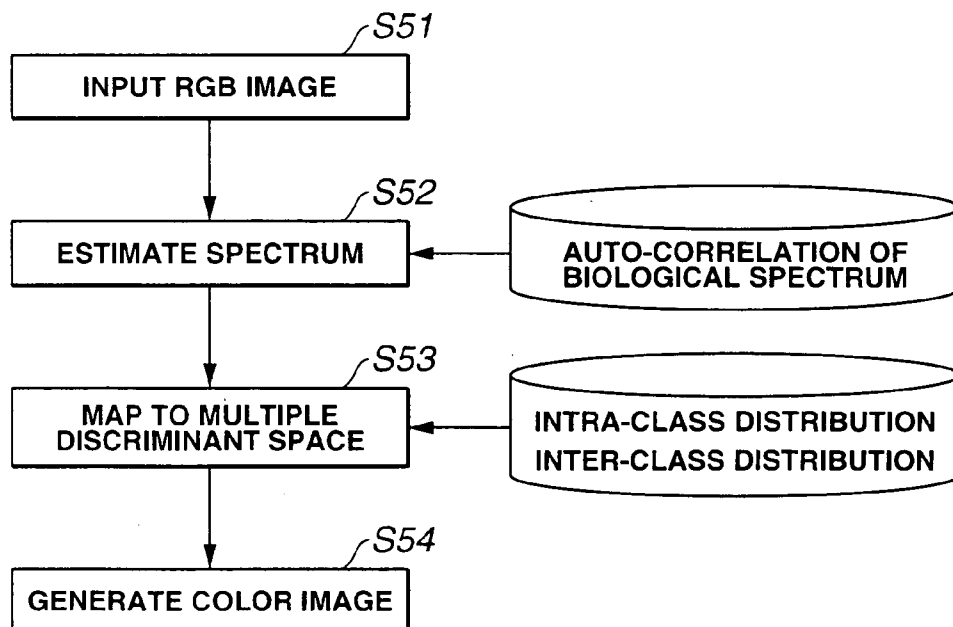 S51
INPUT RGB IMAGE
S52
ESTIMATE SPECTRUM
AUTO-CORRELATION OF
BIOLOGICAL SPECTRUM
S53
MAP TO MULTIPLE
DISCRIMINANT SPACE
INTRA-CLASS DISTRIBUTION
INTER-CLASS DISTRIBUTION
S54
GENERATE COLOR IMAGE